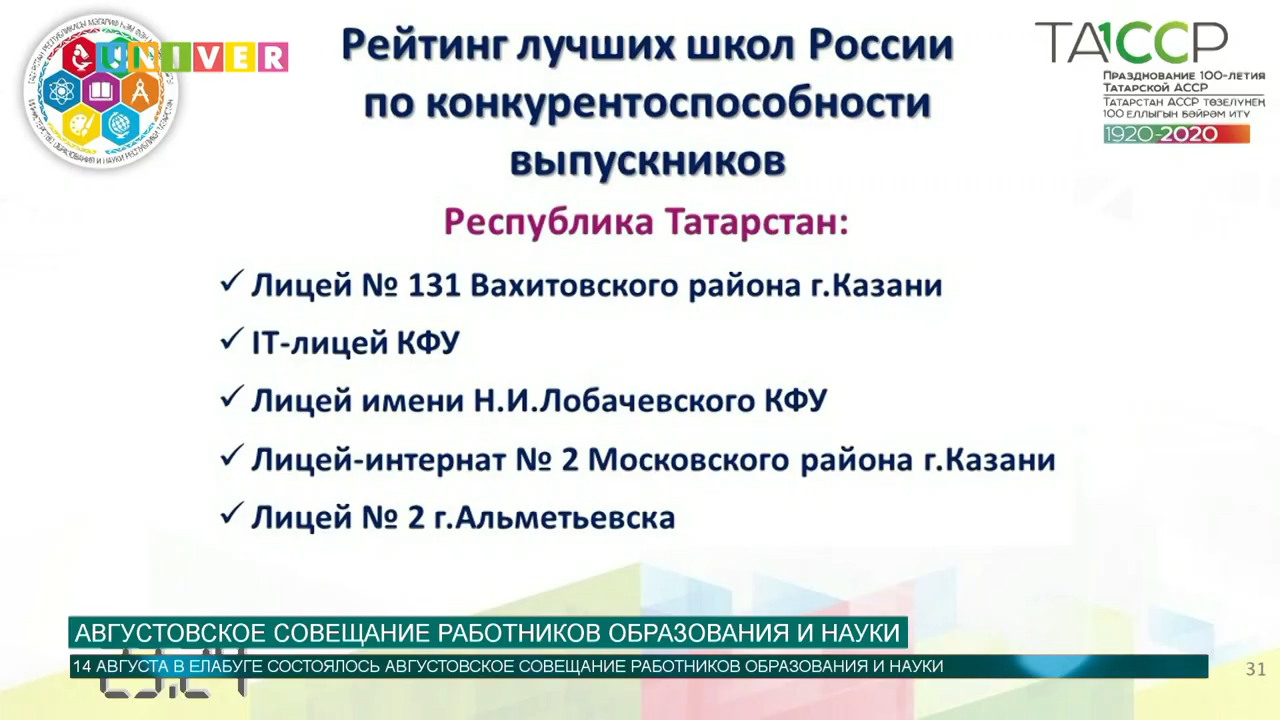 UNIVER
Рейтинг лучших школ России
по конкурентоспособности
выпускников
Республика Татарстан:
✓ Лицей № 131 Вахитовского района г.Казани
✓ IT-лицей КФУ
✓ Лицей имени Н.И.Лобачевского КФУ
✓ Лицей-интернат № 2 Московского района г.Казани
✓ Лицей № 2 г.Альметьевска
ТА1ССР
Празднование 100-летия
Татарской АССР
Татарстан АССР төзелүнең
100 еллыгын бәйрәм итү
1920-2020
АВГУСТОВСКОЕ СОВЕЩАНИЕ РАБОТНИКОВ ОБРАЗОВАНИЯ И НАУКИ
14 АВГУСТА В ЕЛАБУГЕ СОСТОЯЛОСЬ АВГУСТОВСКОЕ СОВЕЩАНИЕ РАБОТНИКОВ ОБРАЗОВАНИЯ И НАУКИ
31